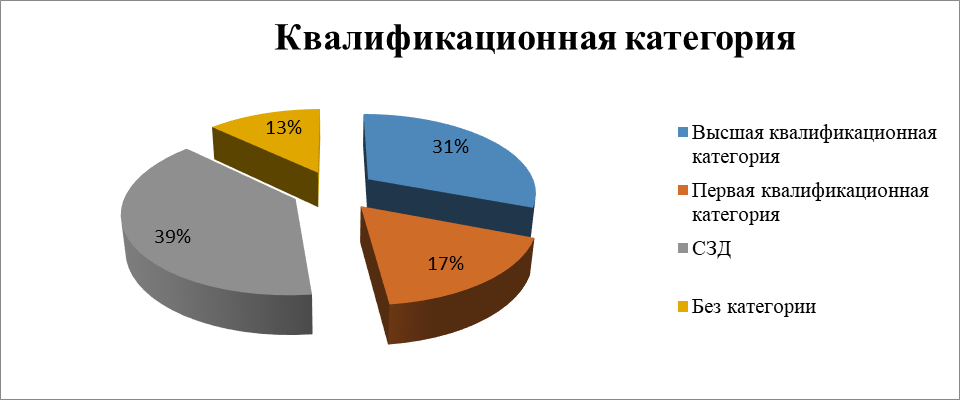 Квалификационная категория
13%
31%
39%
17%
Высшая квалификационная
категория
Первая квалификационная
категория
СЗД
Без категории